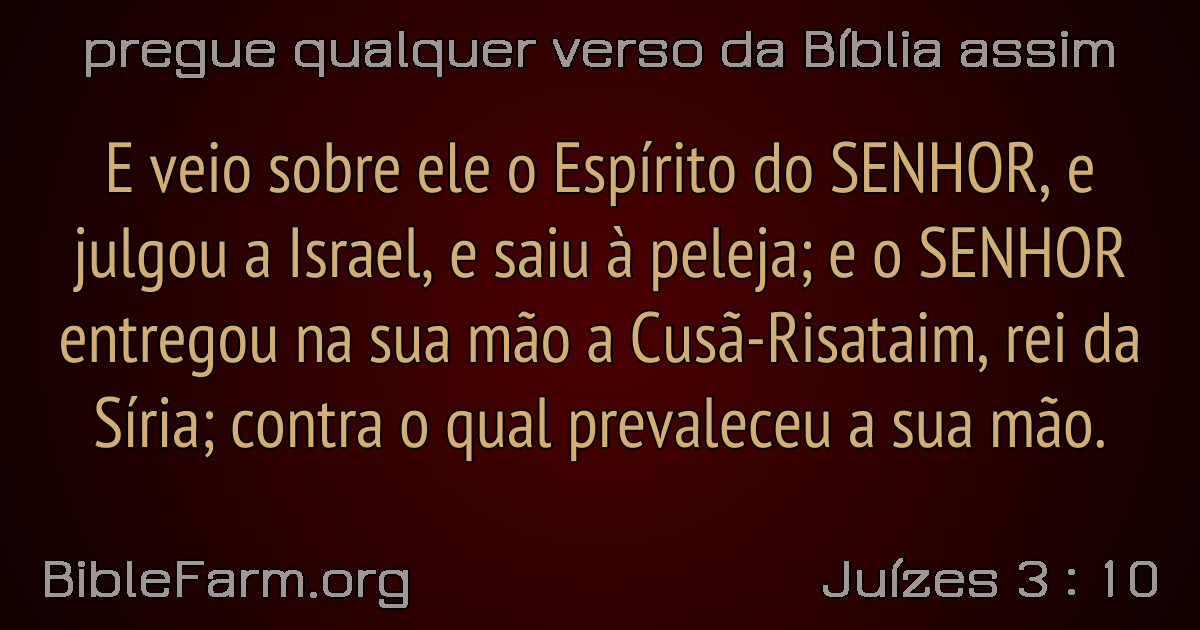 pregue qualquer verso da Bíblia assim
E veio sobre ele o Espírito do SENHOR, e
julgou a Israel, e saiu à peleja; e o SENHOR
entregou na sua mão a Cusã-Risataim, rei da
Síria; contra o qual prevaleceu a sua mão.
BibleFarm.org
Juízes 3 : 10